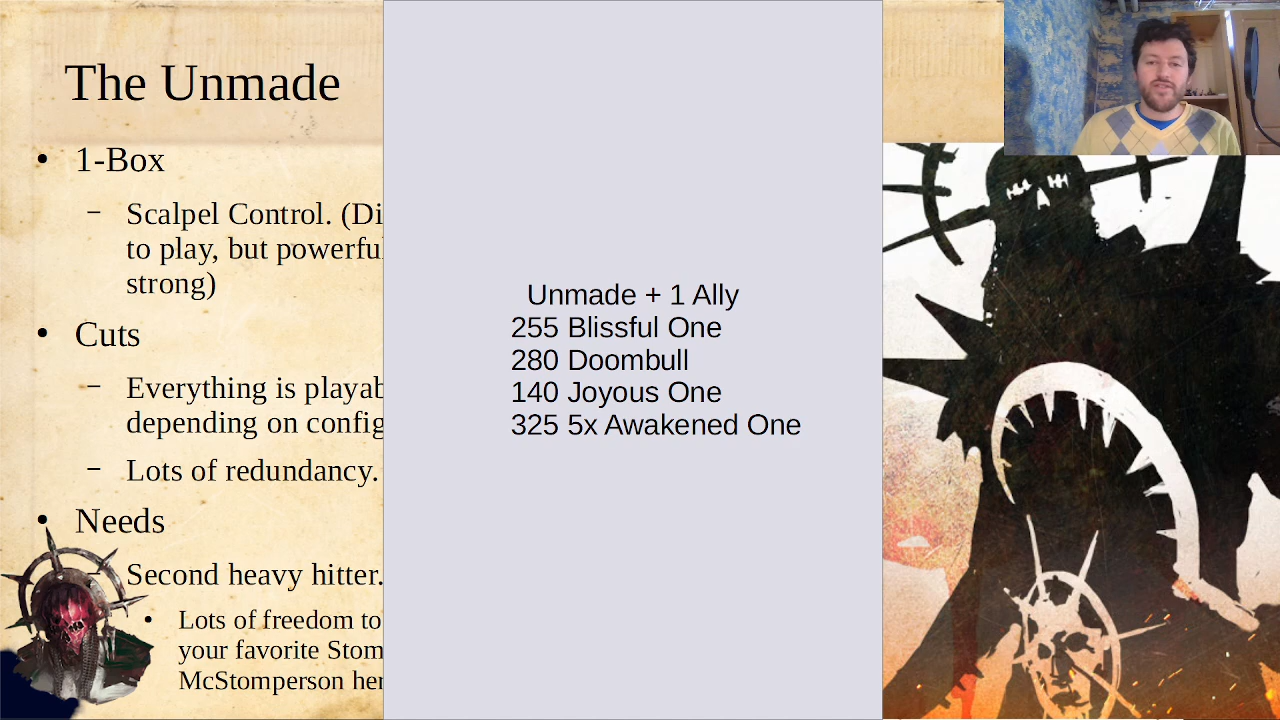 The Unmade
1-Box
Scalpel Control. (Di
to play, but powerful
strong)
Cuts
Everything is playab
depending on config
Lots of redundancy.
Needs
Second heavy hitter.
Lots of freedom to
your favorite Stom
McStomperson her
Unmade + 1 Ally
255 Blissful One
280 Doombull
140 Joyous One
325 5x Awakened One